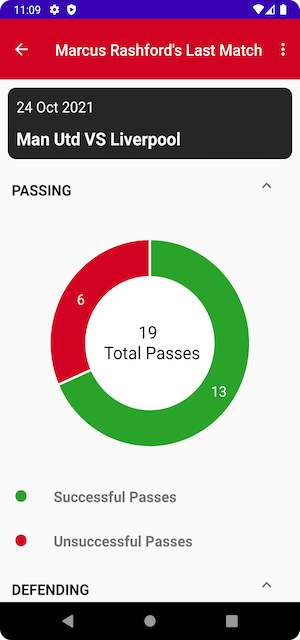 11:09
Marcus Rashford's Last Match
24 Oct 2021
Man Utd VS Liverpool
PASSING
6
19
Total Passes
13
Successful Passes
Unsuccessful Passes
DEFENDING